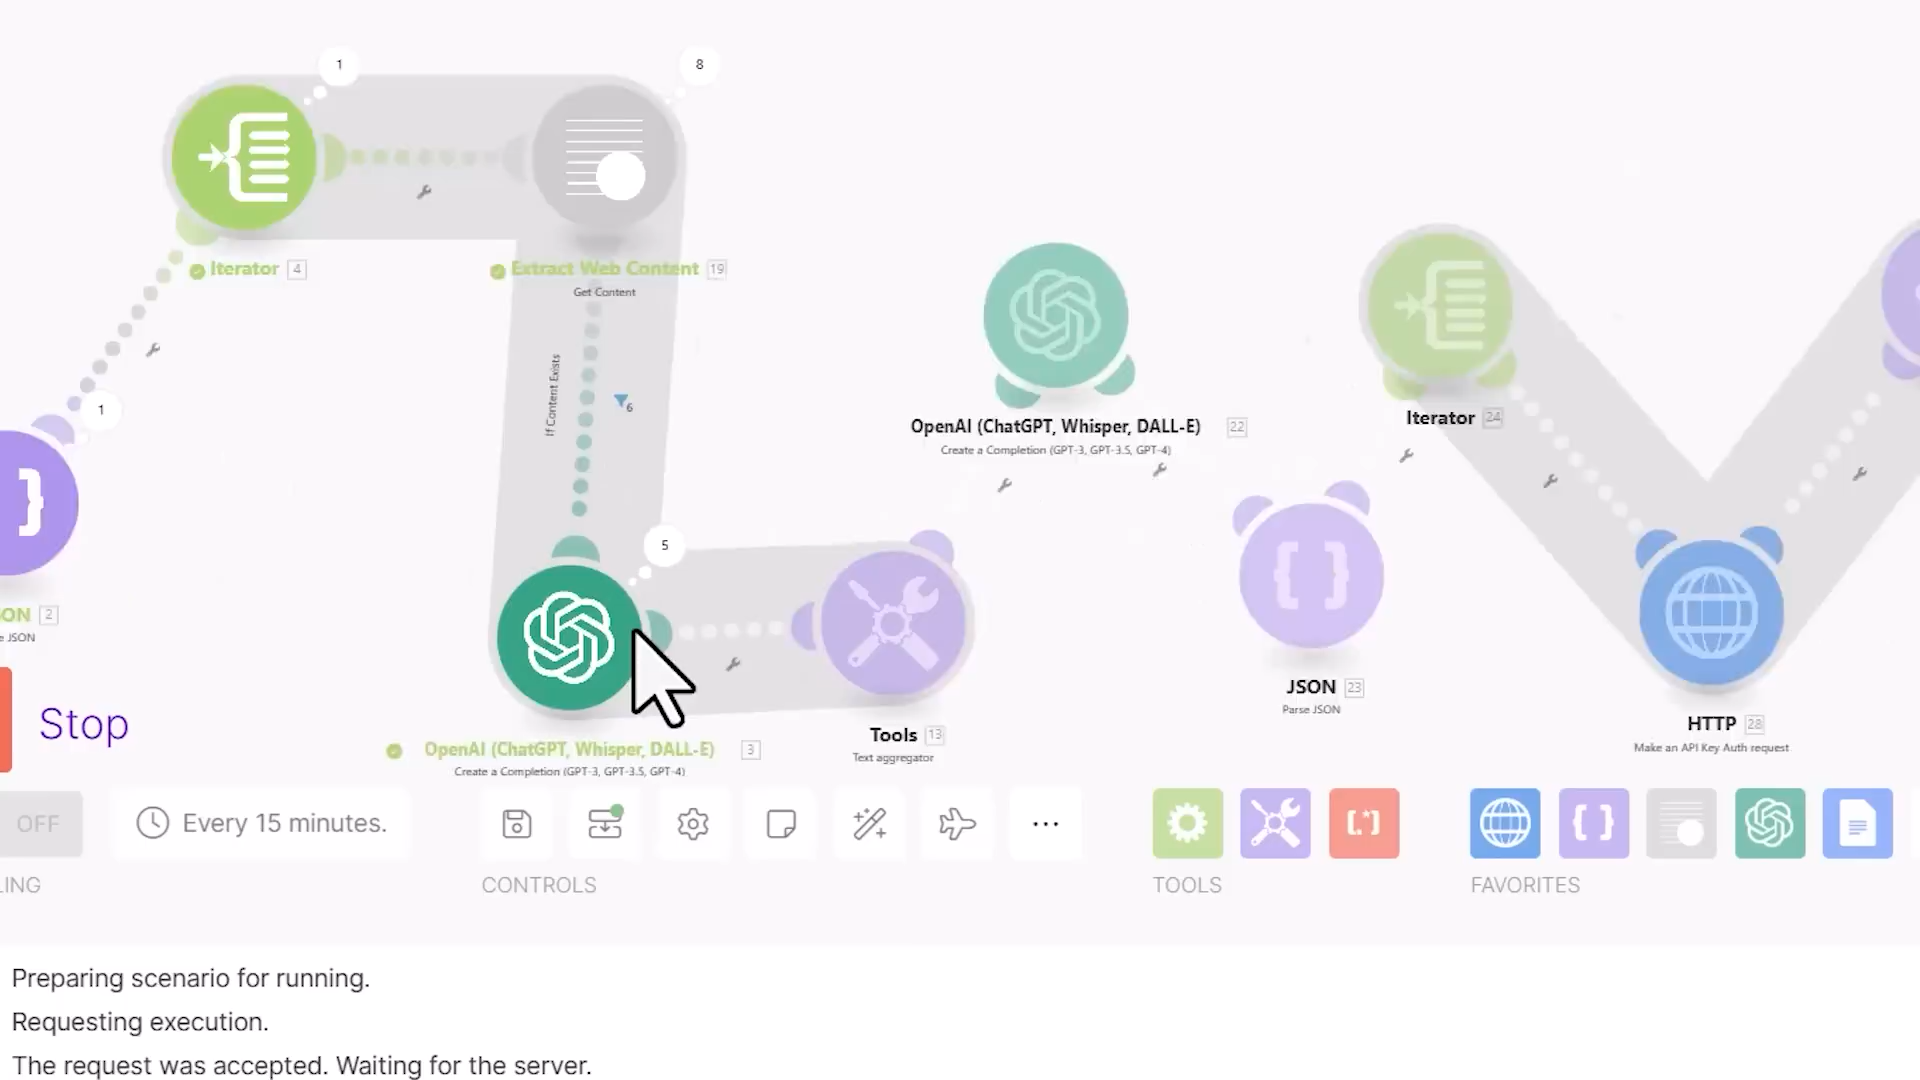 1
8
Iterator 4
Extract Web Content 19
Get Content
If Content Exists
6
1
OpenAI (ChatGPT, Whisper, DALL-E) 22
Create a Completion (GPT-3, GPT-3.5, GPT-4)
Iterator 24
5
SON 2
e JSON
JSON 23
Parse JSON
Stop
OpenAI (ChatGPT, Whisper, DALL-E) 3
Create a Completion (GPT-3, GPT-3.5, GPT-4)
Tools 13
Text aggregator
HTTP 28
Make an API Key Auth request
OFF
Every 15 minutes.
LING
CONTROLS
TOOLS
FAVORITES
Preparing scenario for running.
Requesting execution.
The request was accepted. Waiting for the server.